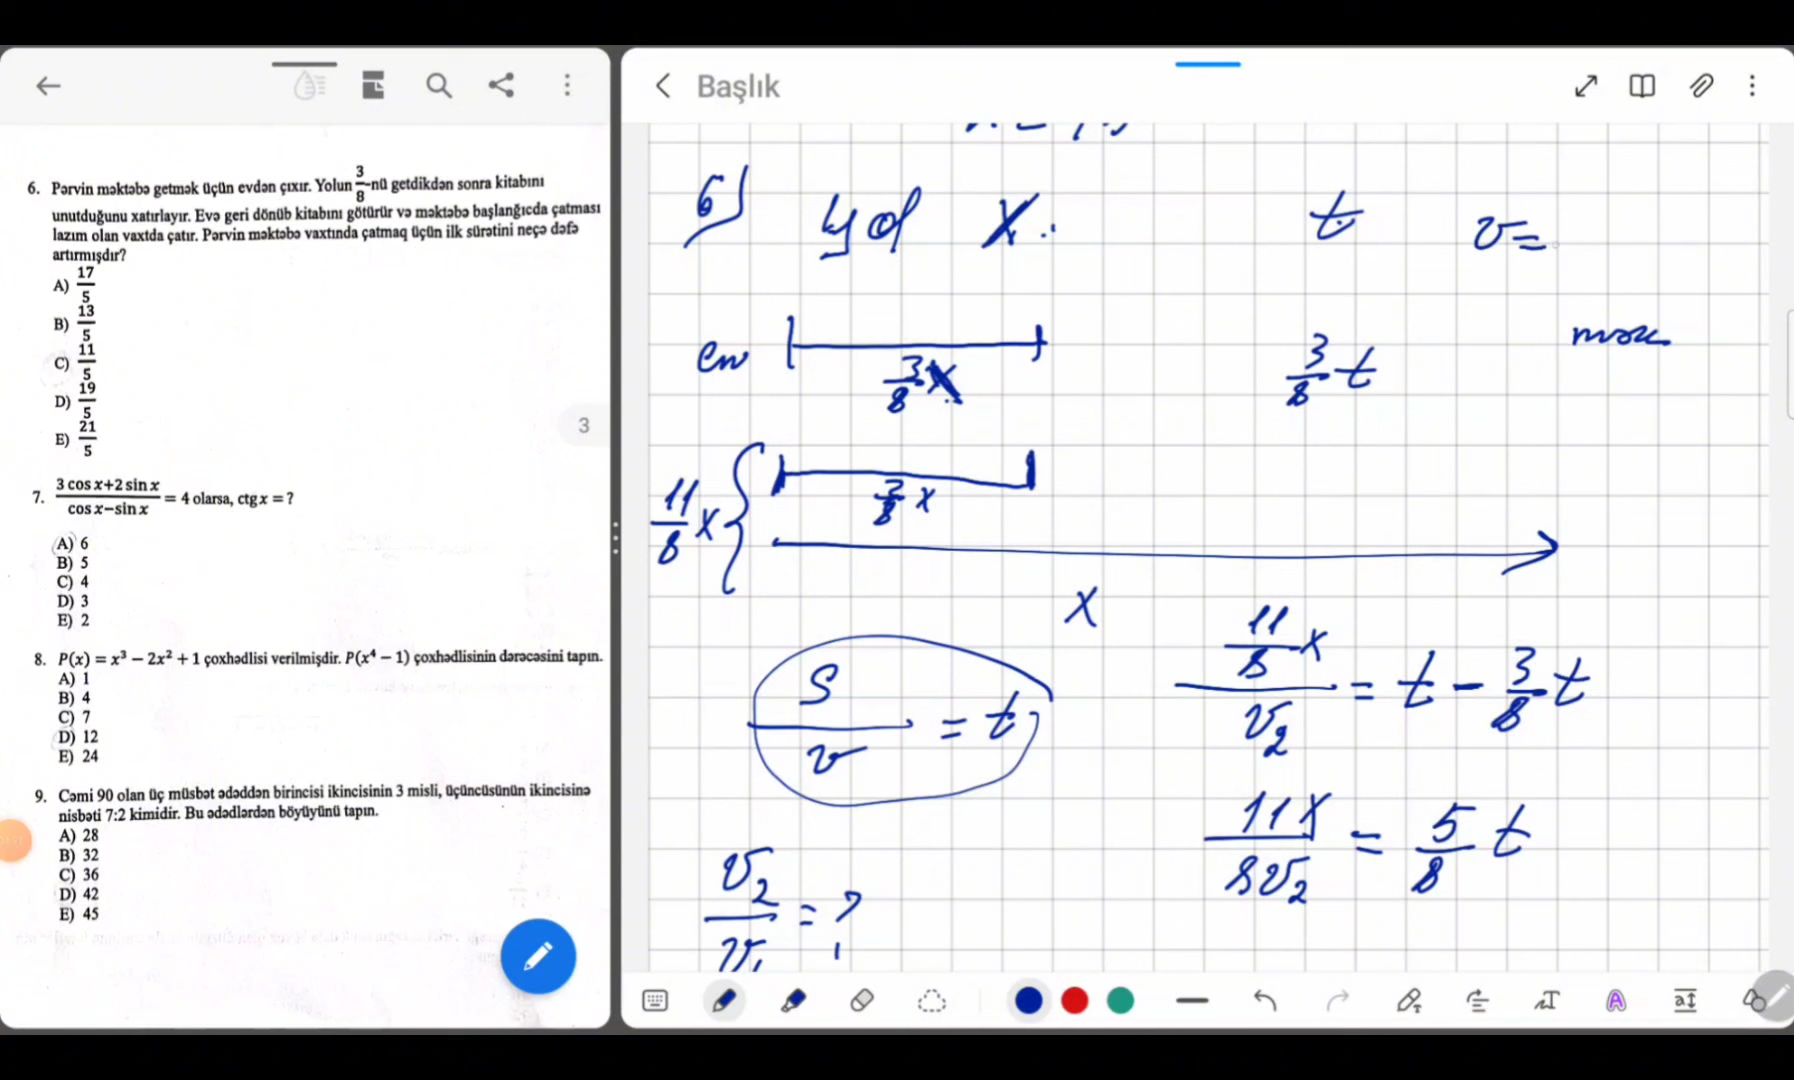 6. Pərvin məktəbə getmək üçün evdən çıxır. Yolun 3/8-nü getdikdən sonra kitabını
unutduğunu xatırlayır. Evə geri dönüb kitabını götürür və məktəbə başlanğıcda çatması
lazım olan vaxtda çatır. Pərvin məktəbə vaxtında çatmaq üçün ilk sürətini neçə dəfə
artırmışdır?
A) 17/5
B) 13/5
C) 11/5
D) 19/5
E) 21/5
3
7. (3 cos x+2 sin x)/(cos x−sin x) = 4 olarsa, ctg x = ?
A) 6
B) 5
C) 4
D) 3
E) 2
8. P(x) = x³ − 2x² + 1 çoxhədlisi verilmişdir. P(x⁴ − 1) çoxhədlisinin dərəcəsini tapın.
A) 1
B) 4
C) 7
D) 12
E) 24
9. Cəmi 90 olan üç müsbət ədəddən birincisi ikincisinin 3 misli, üçüncüsünün ikincisinə
nisbəti 7:2 kimidir. Bu ədədlərdən böyüyünü tapın.
A) 28
B) 32
C) 36
D) 42
E) 45
Başlık
6) yol x. t v=
ev 3/8 x 3/8 t mək
11/8 x 3/8 x
x
S/v = t
(11/8 x)/v₂ = t − 3/8 t
11x/8v₂ = 5/8 t
v₂/v₁ = ?